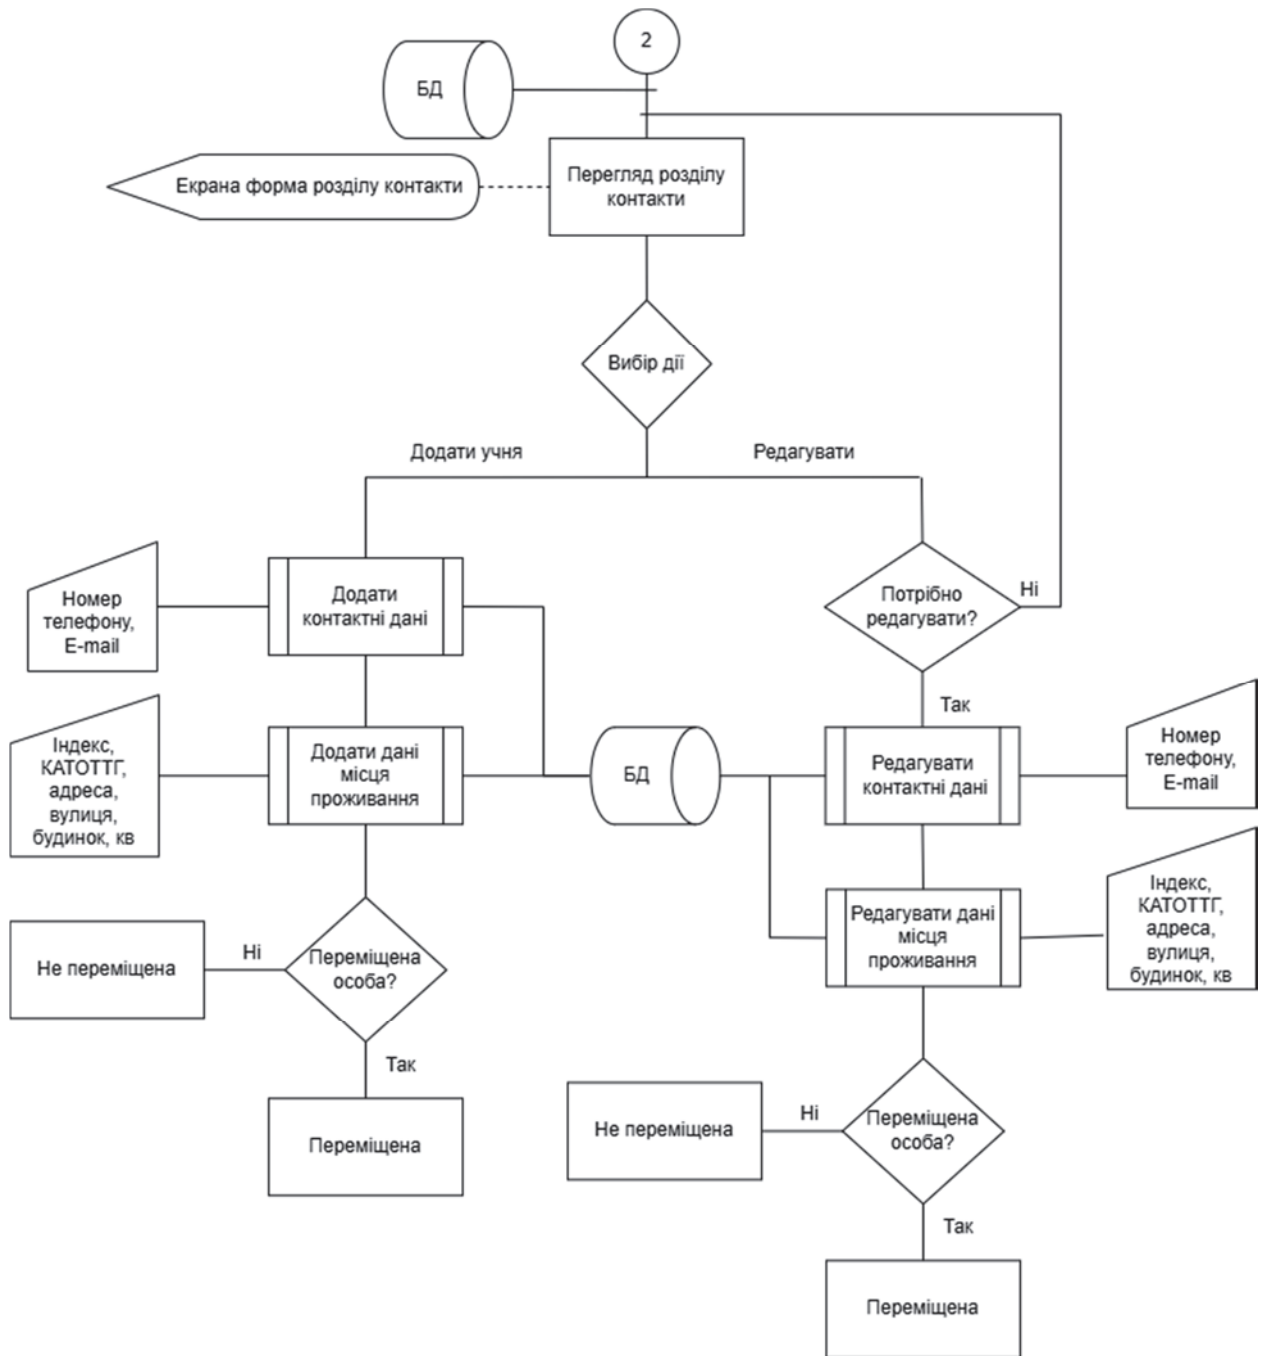 2
БД
Екрана форма розділу контакти
Перегляд розділу
контакти
Вибір дії
Додати учня
Редагувати
Номер
телефону,
E-mail
Додати
контактні дані
Потрібно
редагувати?
Ні
Так
Індекс,
КАТОТТГ,
адреса,
вулиця,
будинок, кв
Додати дані
місця
проживання
БД
Редагувати
контактні дані
Номер
телефону,
E-mail
Редагувати дані
місця
проживання
Індекс,
КАТОТТГ,
адреса,
вулиця,
будинок, кв
Не переміщена
Ні
Переміщена
особа?
Так
Переміщена
Не переміщена
Ні
Переміщена
особа?
Так
Переміщена